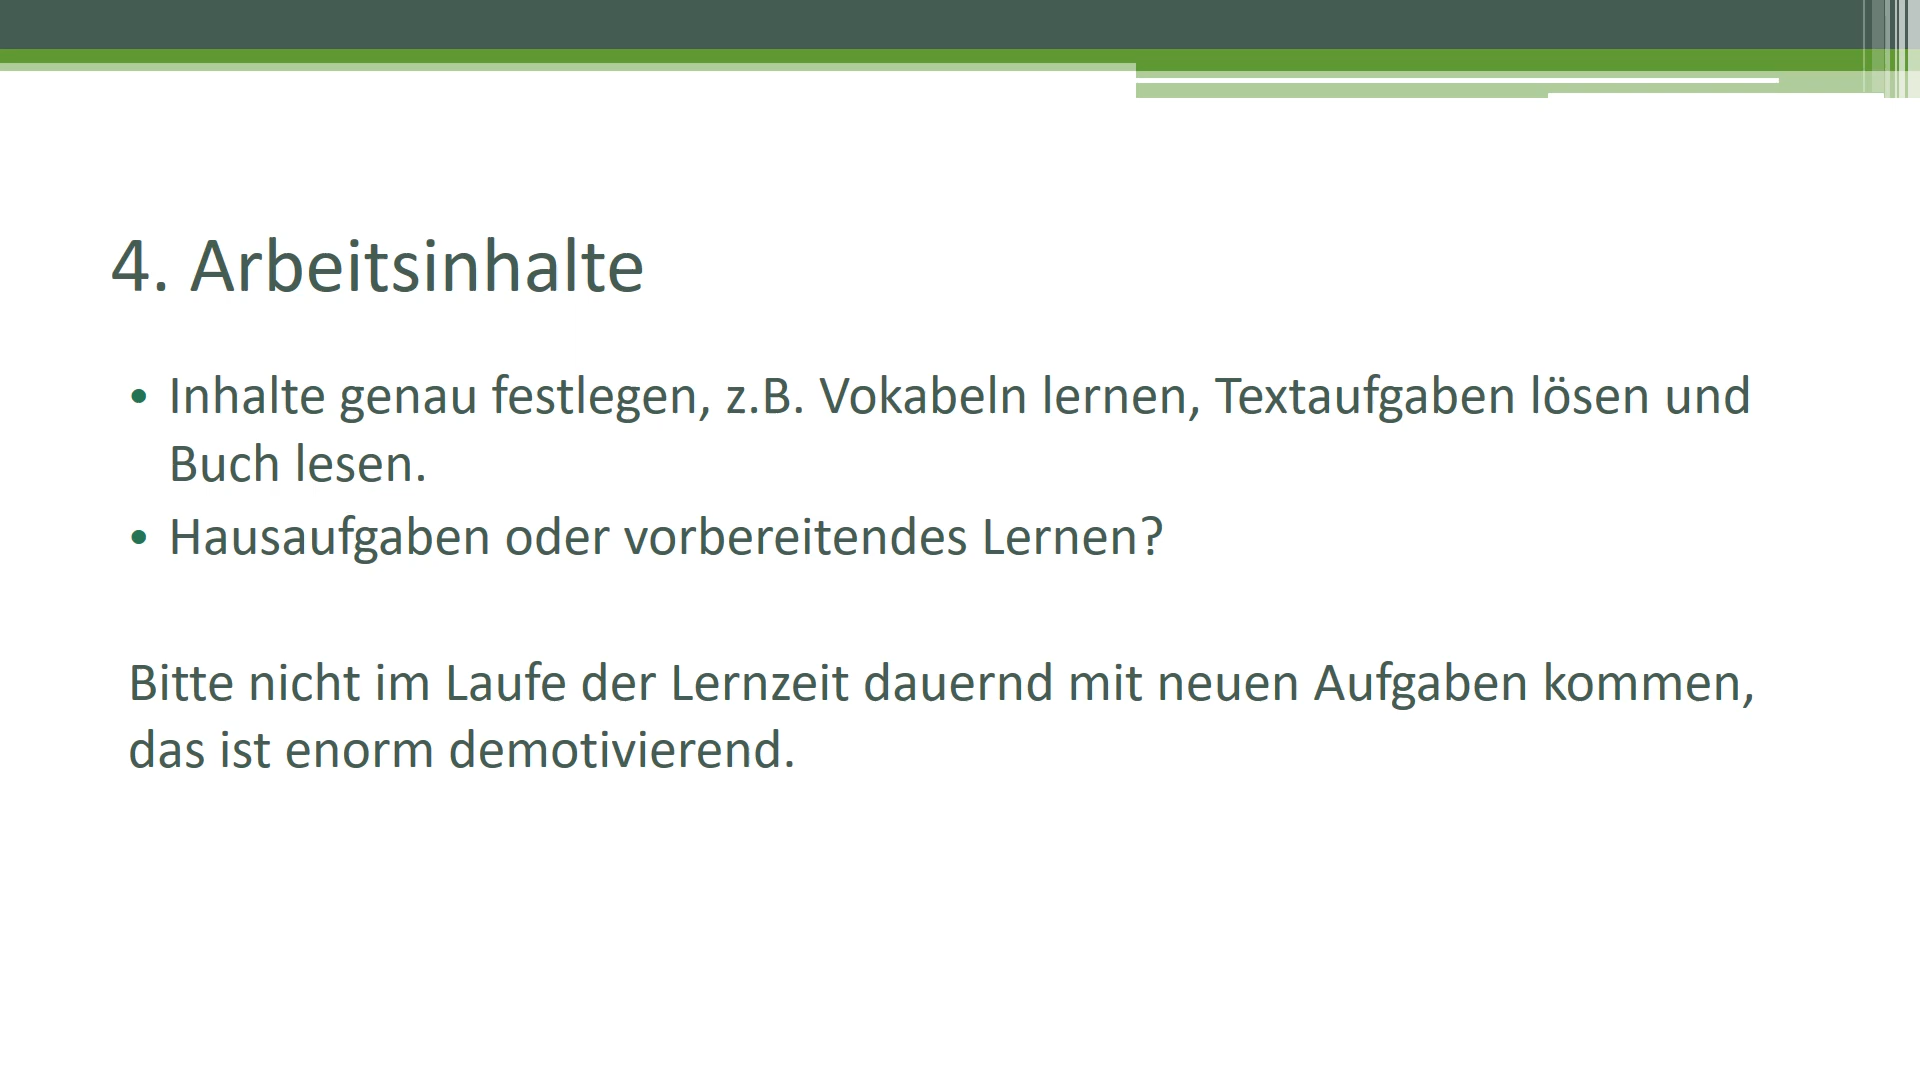 4. Arbeitsinhalte
• Inhalte genau festlegen, z.B. Vokabeln lernen, Textaufgaben lösen und
Buch lesen.
• Hausaufgaben oder vorbereitendes Lernen?
Bitte nicht im Laufe der Lernzeit dauernd mit neuen Aufgaben kommen,
das ist enorm demotivierend.